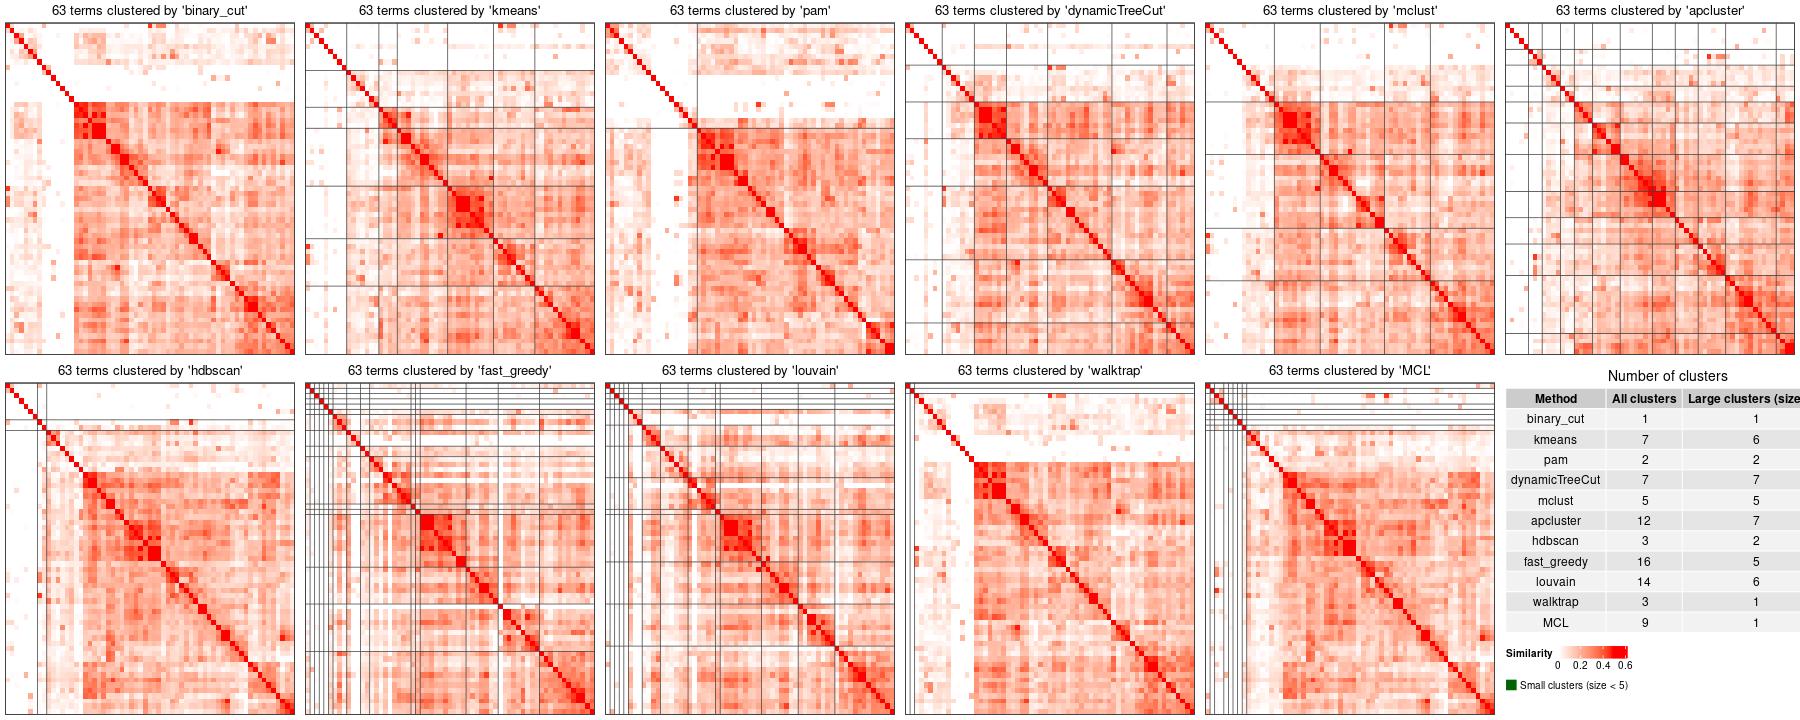 63 terms clustered by 'binary_cut'
63 terms clustered by 'kmeans'
63 terms clustered by 'pam'
63 terms clustered by 'dynamicTreeCut'
63 terms clustered by 'mclust'
63 terms clustered by 'apcluster'
63 terms clustered by 'hdbscan'
63 terms clustered by 'fast_greedy'
63 terms clustered by 'louvain'
63 terms clustered by 'walktrap'
63 terms clustered by 'MCL'
Number of clusters
Method All clusters Large clusters (size
binary_cut 1 1
kmeans 7 6
pam 2 2
dynamicTreeCut 7 7
mclust 5 5
apcluster 12 7
hdbscan 3 2
fast_greedy 16 5
louvain 14 6
walktrap 3 1
MCL 9 1
Similarity
0 0.2 0.4 0.6
Small clusters (size < 5)